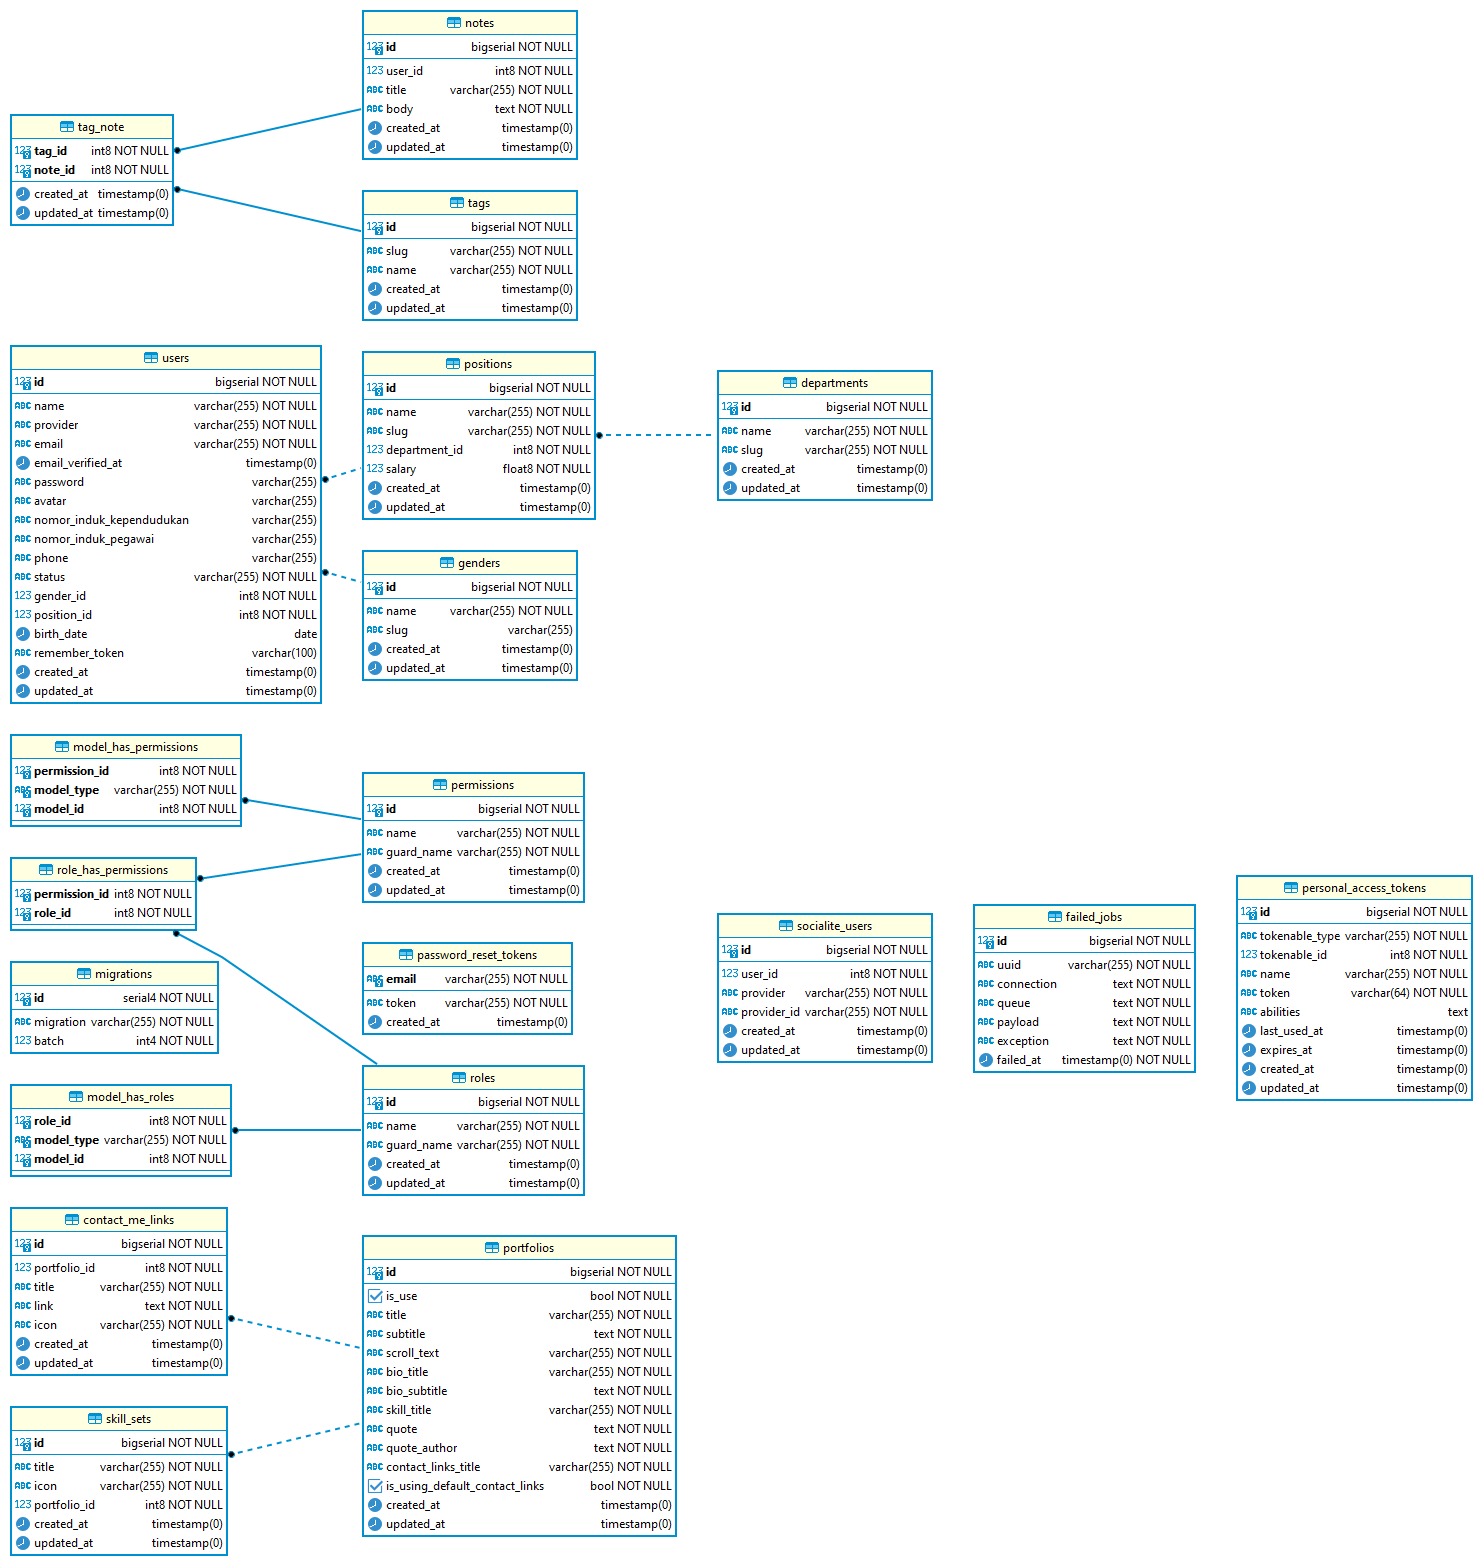 notes
id bigserial NOT NULL
user_id int8 NOT NULL
title varchar(255) NOT NULL
body text NOT NULL
created_at timestamp(0)
updated_at timestamp(0)
tag_note
tag_id int8 NOT NULL
note_id int8 NOT NULL
created_at timestamp(0)
updated_at timestamp(0)
tags
id bigserial NOT NULL
slug varchar(255) NOT NULL
name varchar(255) NOT NULL
created_at timestamp(0)
updated_at timestamp(0)
users
id bigserial NOT NULL
name varchar(255) NOT NULL
provider varchar(255) NOT NULL
email varchar(255) NOT NULL
email_verified_at timestamp(0)
password varchar(255)
avatar varchar(255)
nomor_induk_kependudukan varchar(255)
nomor_induk_pegawai varchar(255)
phone varchar(255)
status varchar(255) NOT NULL
gender_id int8 NOT NULL
position_id int8 NOT NULL
birth_date date
remember_token varchar(100)
created_at timestamp(0)
updated_at timestamp(0)
positions
id bigserial NOT NULL
name varchar(255) NOT NULL
slug varchar(255) NOT NULL
department_id int8 NOT NULL
salary float8 NOT NULL
created_at timestamp(0)
updated_at timestamp(0)
departments
id bigserial NOT NULL
name varchar(255) NOT NULL
slug varchar(255) NOT NULL
created_at timestamp(0)
updated_at timestamp(0)
genders
id bigserial NOT NULL
name varchar(255) NOT NULL
slug varchar(255)
created_at timestamp(0)
updated_at timestamp(0)
model_has_permissions
permission_id int8 NOT NULL
model_type varchar(255) NOT NULL
model_id int8 NOT NULL
permissions
id bigserial NOT NULL
name varchar(255) NOT NULL
guard_name varchar(255) NOT NULL
created_at timestamp(0)
updated_at timestamp(0)
role_has_permissions
permission_id int8 NOT NULL
role_id int8 NOT NULL
password_reset_tokens
email varchar(255) NOT NULL
token varchar(255) NOT NULL
created_at timestamp(0)
socialite_users
id bigserial NOT NULL
user_id int8 NOT NULL
provider varchar(255) NOT NULL
provider_id varchar(255) NOT NULL
created_at timestamp(0)
updated_at timestamp(0)
failed_jobs
id bigserial NOT NULL
uuid varchar(255) NOT NULL
connection text NOT NULL
queue text NOT NULL
payload text NOT NULL
exception text NOT NULL
failed_at timestamp(0) NOT NULL
personal_access_tokens
id bigserial NOT NULL
tokenable_type varchar(255) NOT NULL
tokenable_id int8 NOT NULL
name varchar(255) NOT NULL
token varchar(64) NOT NULL
abilities text
last_used_at timestamp(0)
expires_at timestamp(0)
created_at timestamp(0)
updated_at timestamp(0)
migrations
id serial4 NOT NULL
migration varchar(255) NOT NULL
batch int4 NOT NULL
model_has_roles
role_id int8 NOT NULL
model_type varchar(255) NOT NULL
model_id int8 NOT NULL
roles
id bigserial NOT NULL
name varchar(255) NOT NULL
guard_name varchar(255) NOT NULL
created_at timestamp(0)
updated_at timestamp(0)
contact_me_links
id bigserial NOT NULL
portfolio_id int8 NOT NULL
title varchar(255) NOT NULL
link text NOT NULL
icon varchar(255) NOT NULL
created_at timestamp(0)
updated_at timestamp(0)
portfolios
id bigserial NOT NULL
is_use bool NOT NULL
title varchar(255) NOT NULL
subtitle text NOT NULL
scroll_text varchar(255) NOT NULL
bio_title varchar(255) NOT NULL
bio_subtitle text NOT NULL
skill_title varchar(255) NOT NULL
quote text NOT NULL
quote_author text NOT NULL
contact_links_title varchar(255) NOT NULL
is_using_default_contact_links bool NOT NULL
created_at timestamp(0)
updated_at timestamp(0)
skill_sets
id bigserial NOT NULL
title varchar(255) NOT NULL
icon varchar(255) NOT NULL
portfolio_id int8 NOT NULL
created_at timestamp(0)
updated_at timestamp(0)